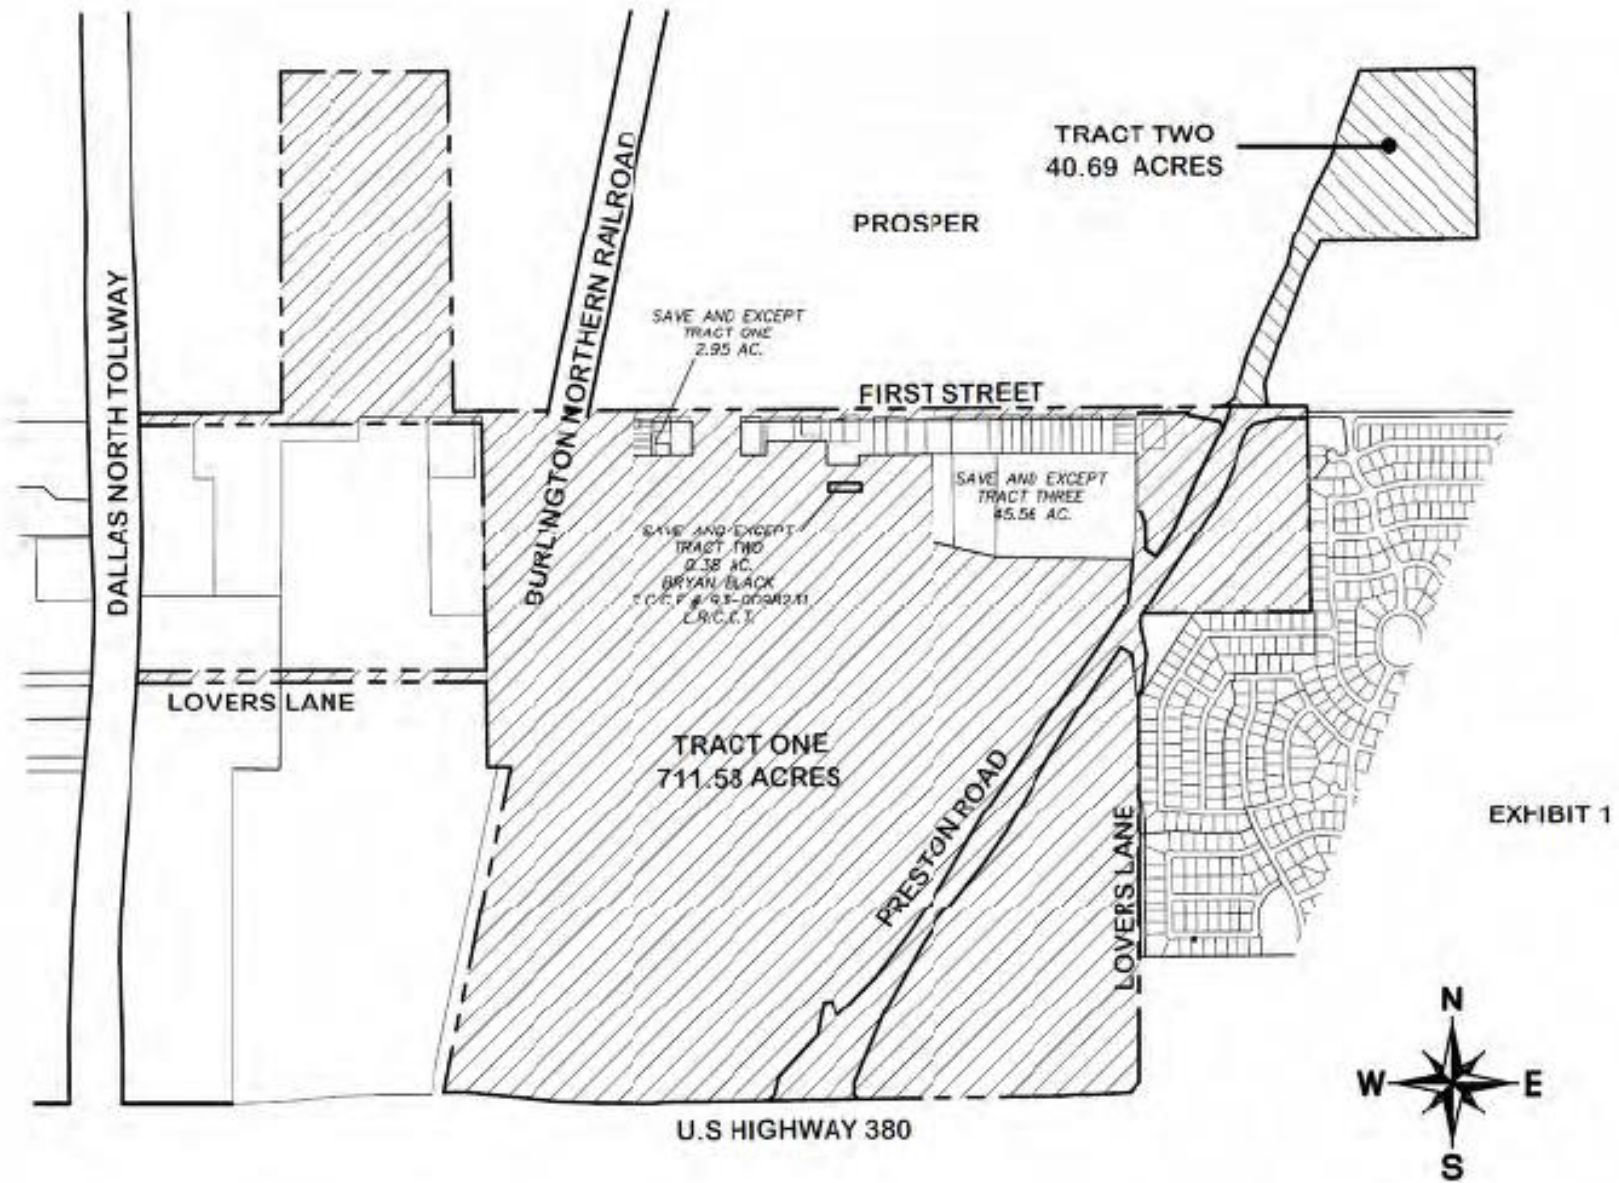 TRACT TWO
40.69 ACRES
PROSPER
DALLAS NORTH TOLLWAY
BURLINGTON NORTHERN RAILROAD
SAVE AND EXCEPT
TRACT ONE
2.95 AC.
FIRST STREET
SAVE AND EXCEPT
TRACT THREE
45.56 AC.
SAVE AND EXCEPT
TRACT TWO
0.38 AC.
BRYAN BLACK
LOVERS LANE
TRACT ONE
711.58 ACRES
PRESTON ROAD
LOVERS LANE
EXHIBIT 1
U.S HIGHWAY 380
N
W
E
S